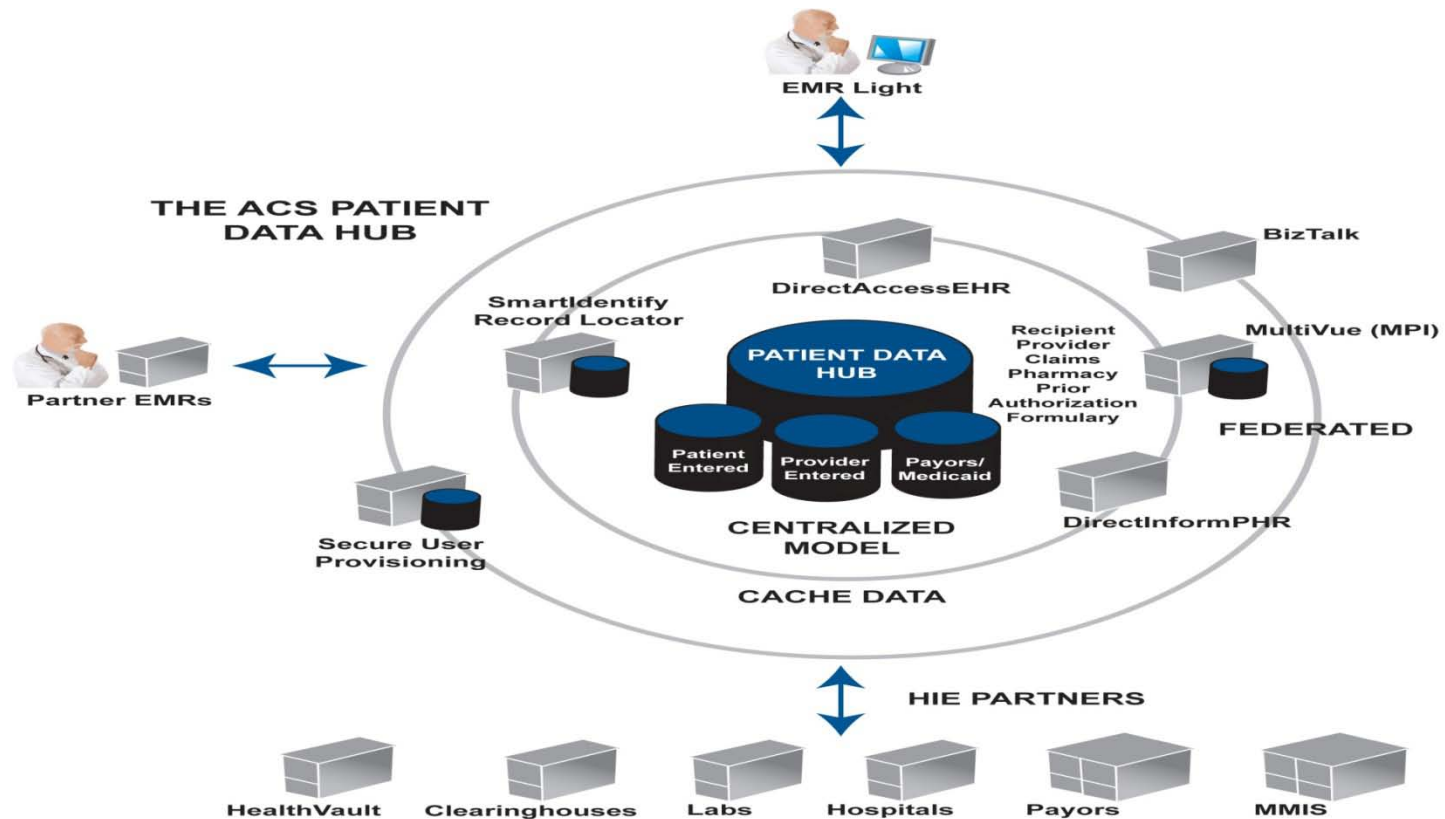 EMR Light
THE ACS PATIENT
DATA HUB
BizTalk
DirectAccessEHR
SmartIdentify
Record Locator
Recipient
Provider
Claims
Pharmacy
Prior
Authorization
Formulary
MultiVue (MPI)
PATIENT DATA
HUB
Partner EMRs
FEDERATED
Patient
Entered
Provider
Entered
Payors/
Medicaid
DirectInformPHR
CENTRALIZED
MODEL
Secure User
Provisioning
CACHE DATA
HIE PARTNERS
HealthVault
Clearinghouses
Labs
Hospitals
Payors
MMIS